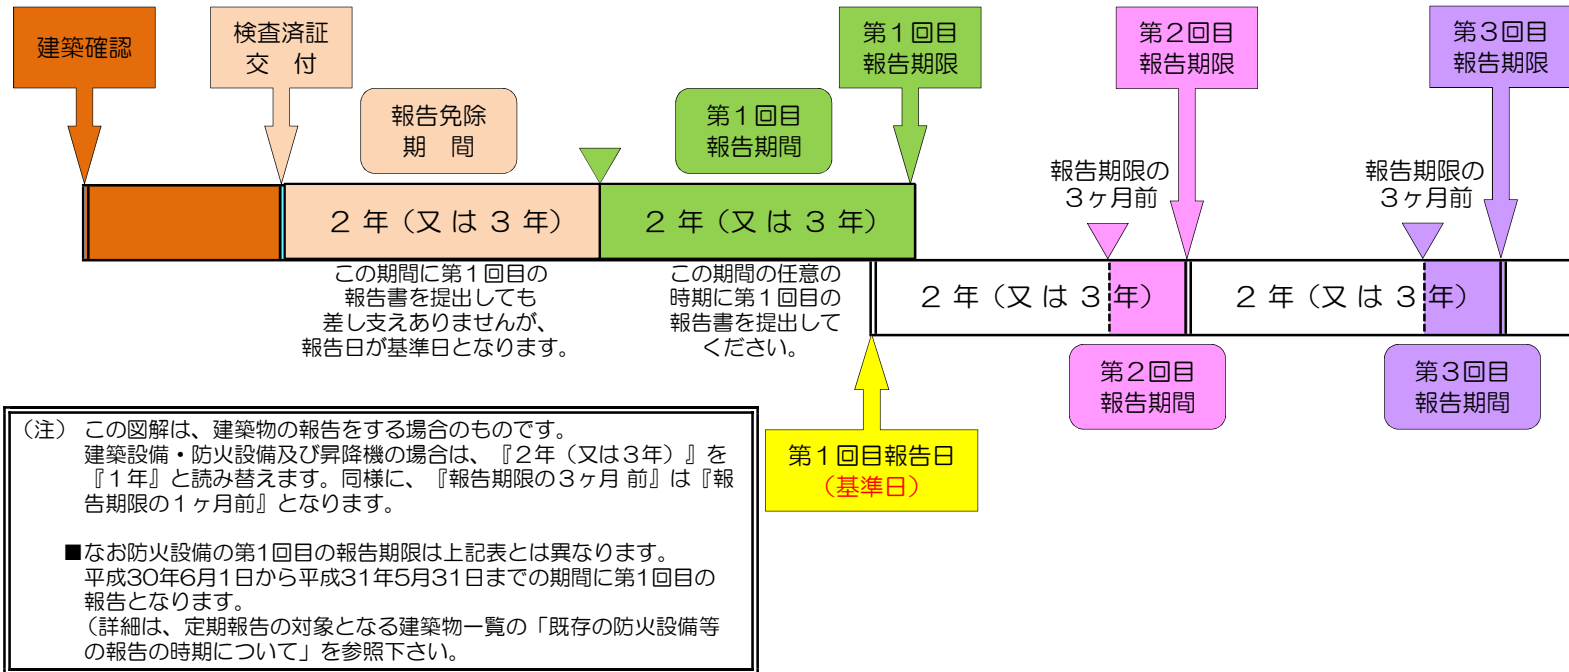 建築確認
検査済証
交　付
第１回目
報告期限
第２回目
報告期限
第３回目
報告期限
報告免除
期　間
第１回目
報告期間
報告期限の
３ヶ月前
報告期限の
３ヶ月前
２ 年（又 は ３ 年）
２ 年（又 は ３ 年）
この期間に第１回目の
報告書を提出しても
差し支えありませんが、
報告日が基準日となります。
この期間の任意の
時期に第１回目の
報告書を提出して
ください。
２ 年（又 は ３ 年）
２ 年（又 は ３ 年）
第２回目
報告期間
第３回目
報告期間
第１回目報告日
（基準日）
（注）　この図解は、建築物の報告をする場合のものです。
建築設備・防火設備及び昇降機の場合は、『２年（又は３年）』を
『１年』と読み替えます。同様に、『報告期限の３ヶ月 前』は『報
告期限の１ヶ月前』となります。
■なお防火設備の第1回目の報告期限は上記表とは異なります。
平成30年6月1日から平成31年5月31日までの期間に第1回目の
報告となります。
（詳細は、定期報告の対象となる建築物一覧の「既存の防火設備等
の報告の時期について」を参照下さい。